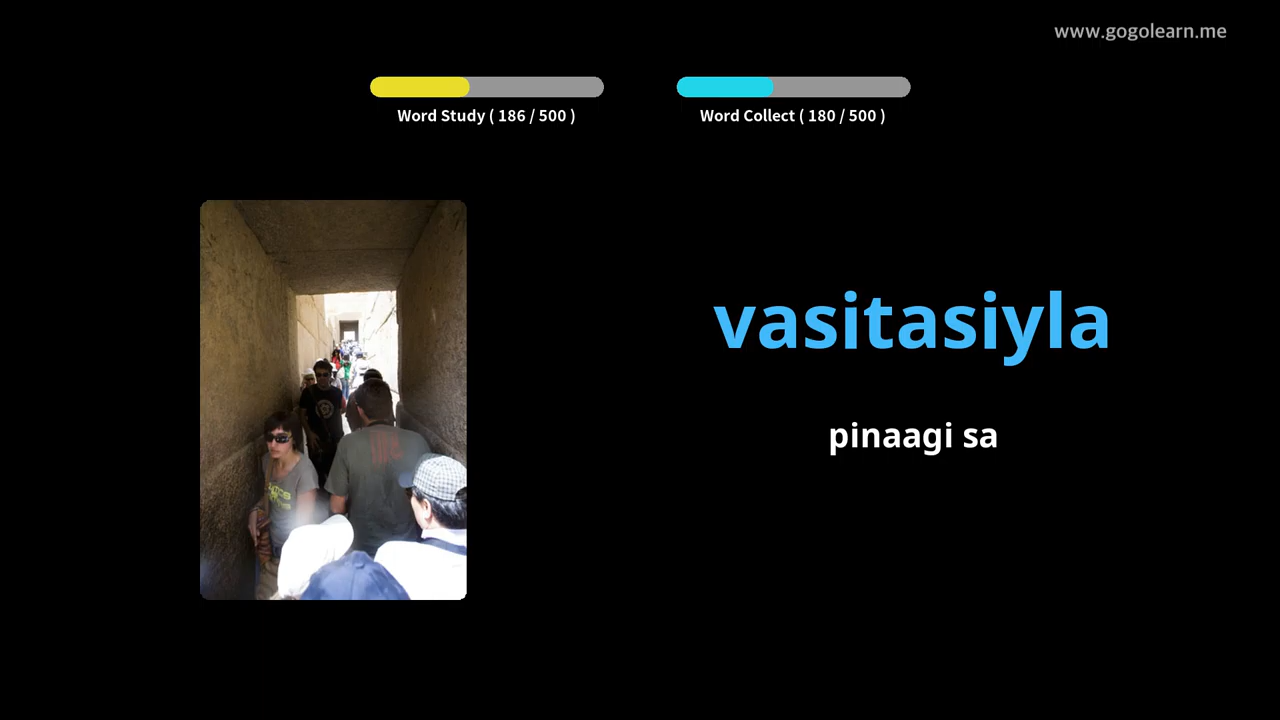 www.gogolearn.me
Word Study ( 186 / 500 )
Word Collect ( 180 / 500 )
vasitasiyla
pinaagi sa